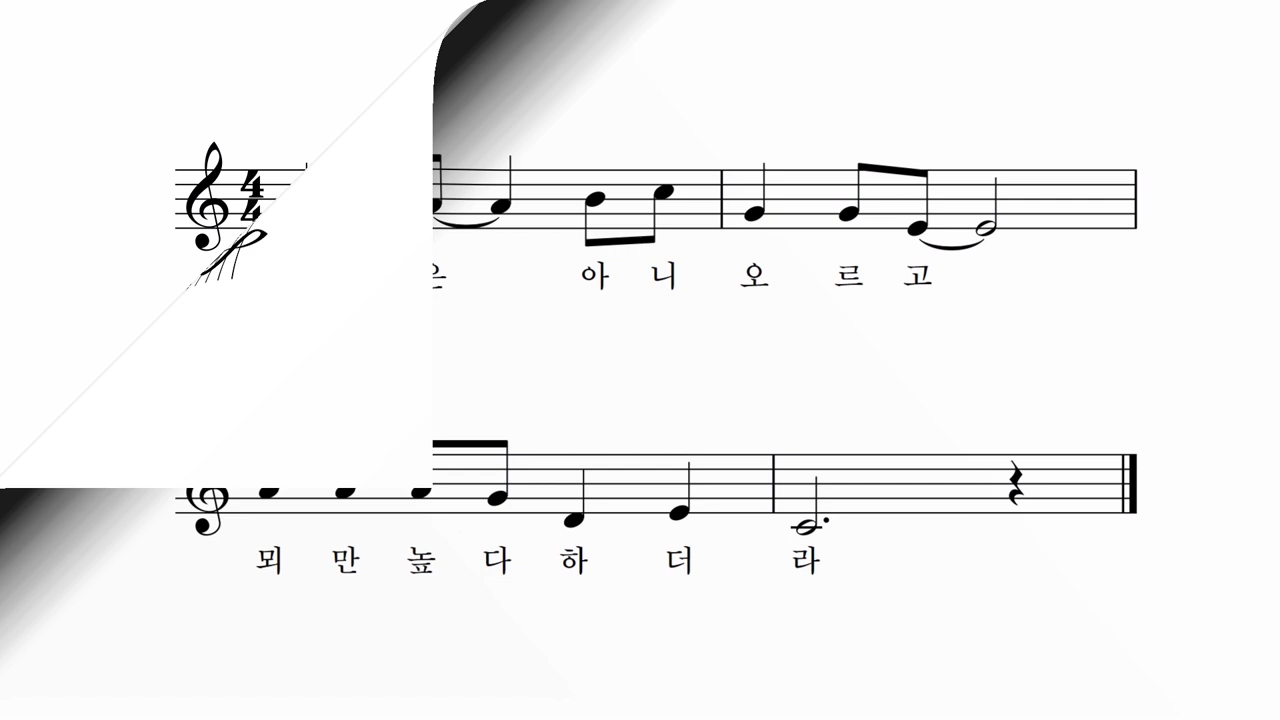 아 니 오 르 고
뫼 만 높 다 하 더 라